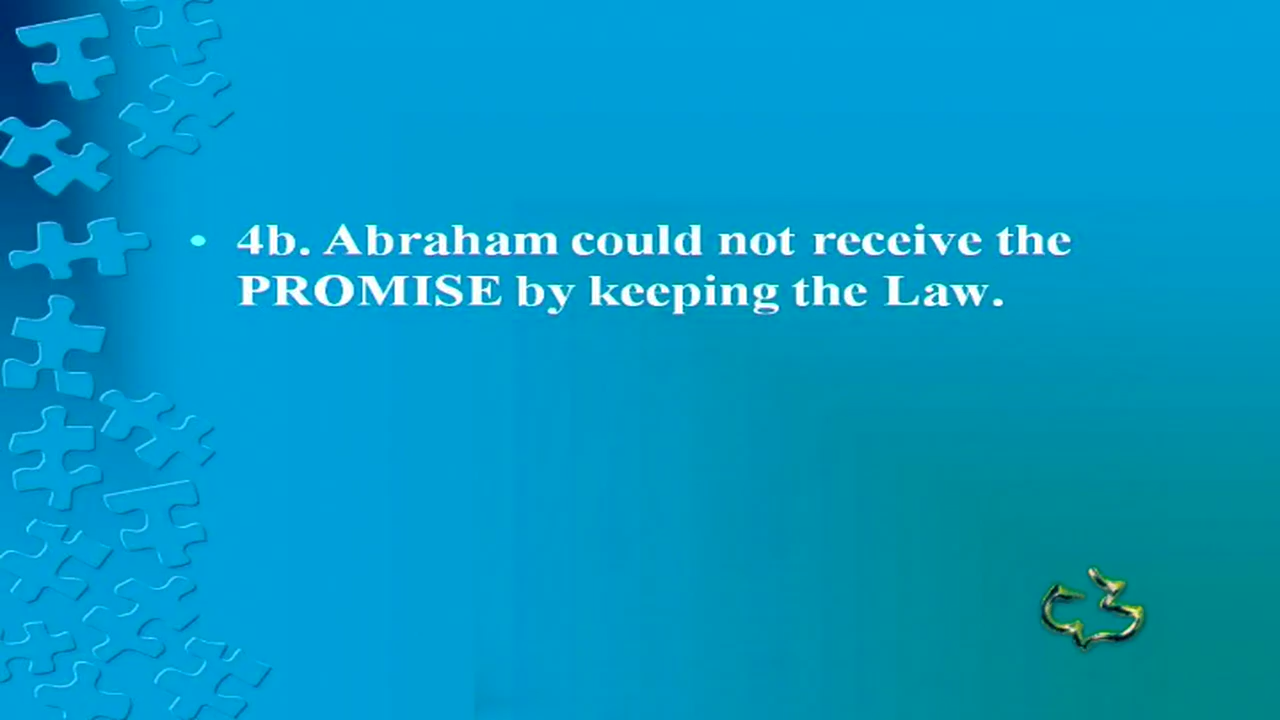 • 4b. Abraham could not receive the
PROMISE by keeping the Law.